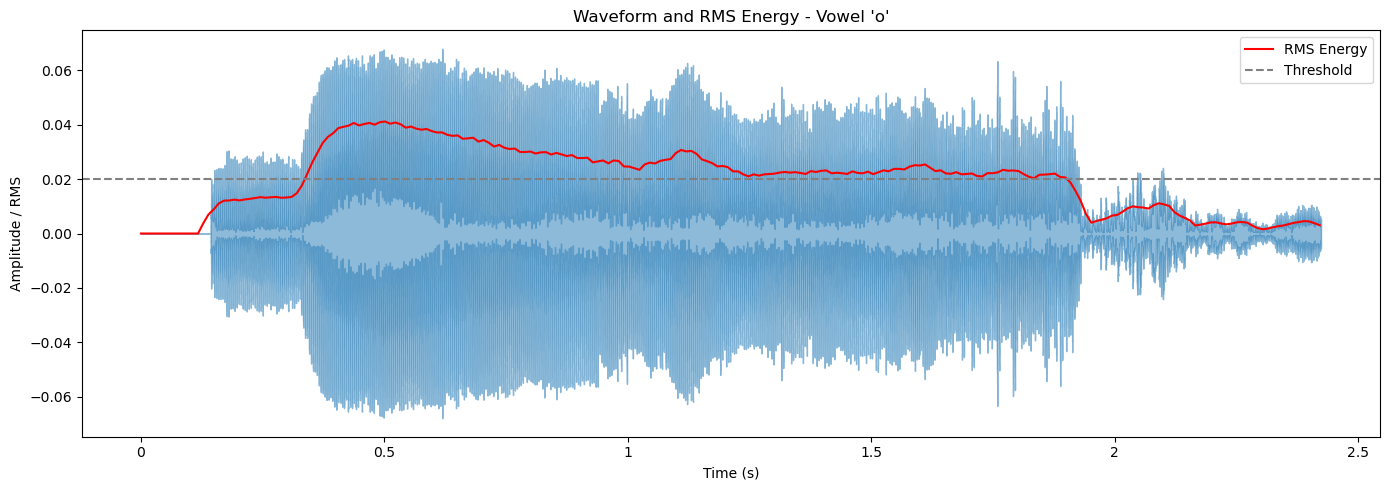 Waveform and RMS Energy - Vowel 'o'
RMS Energy
Threshold
Amplitude / RMS
0.06
0.04
0.02
0.00
−0.02
−0.04
−0.06
0
0.5
1
1.5
2
2.5
Time (s)